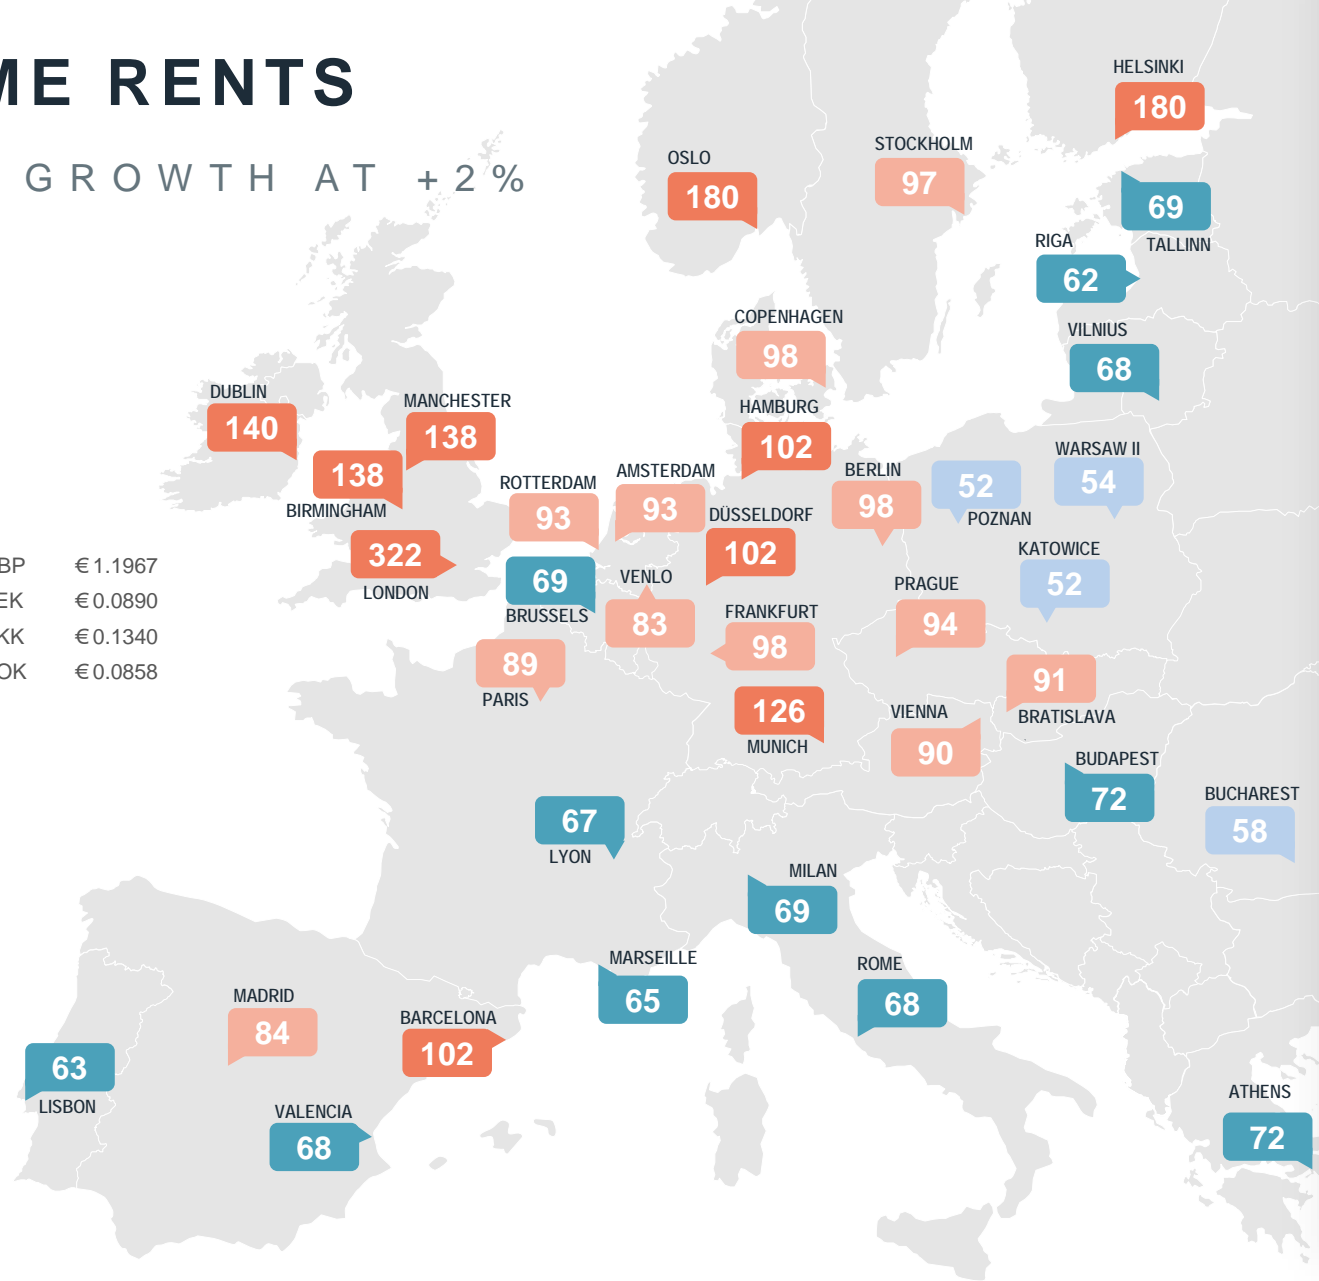 ME RENTS
GROWTH AT +2%
HELSINKI
180
STOCKHOLM
97
OSLO
180
69
TALLINN
RIGA
62
COPENHAGEN
98
VILNIUS
68
DUBLIN
140
MANCHESTER
138
HAMBURG
102
138
BIRMINGHAM
ROTTERDAM
93
AMSTERDAM
93
BERLIN
98
52
POZNAN
WARSAW II
54
DÜSSELDORF
102
322
LONDON
69
BRUSSELS
VENLO
83
KATOWICE
52
BP €1.1967
EK €0.0890
KK €0.1340
OK €0.0858
PRAGUE
94
FRANKFURT
98
89
PARIS
91
BRATISLAVA
126
MUNICH
VIENNA
90
BUDAPEST
72
BUCHAREST
58
67
LYON
MILAN
69
MARSEILLE
65
ROME
68
MADRID
84
BARCELONA
102
63
LISBON
VALENCIA
68
ATHENS
72